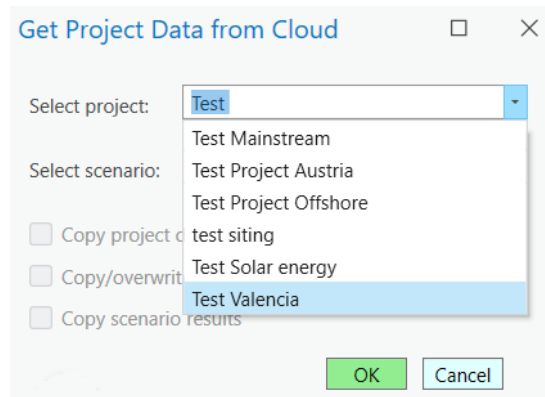 Get Project Data from Cloud
Select project: Test
Test Mainstream
Select scenario: Test Project Austria
Test Project Offshore
Copy project test siting
Test Solar energy
Copy/overwrit
Test Valencia
Copy scenario results
OK Cancel